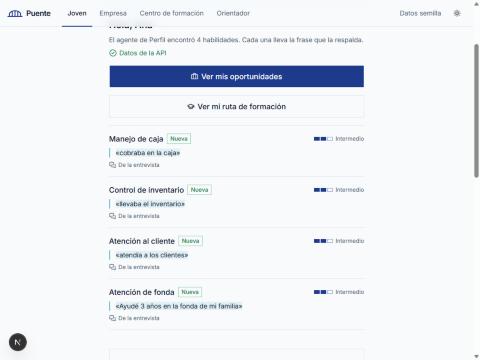 Puente
Joven
Empresa
Centro de formación
Orientador
Datos semilla
El agente de Perfil encontró 4 habilidades. Cada una lleva la frase que la respalda.
Datos de la API
Ver mis oportunidades
Ver mi ruta de formación
Manejo de caja Nueva Intermedio
«cobraba en la caja»
De la entrevista
Control de inventario Nueva Intermedio
«llevaba el inventario»
De la entrevista
Atención al cliente Nueva Intermedio
«atendía a los clientes»
De la entrevista
Atención de fonda Nueva Intermedio
«Ayudé 3 años en la fonda de mi familia»
De la entrevista
N